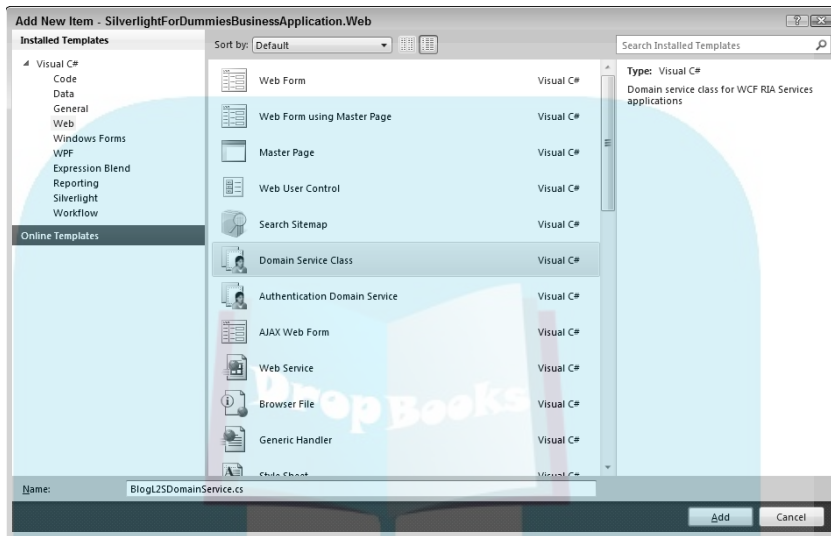 Add New Item - SilverlightForDummiesBusinessApplication.Web
Installed Templates
Sort by: Default
Search Installed Templates
Visual C#
Code
Data
General
Web
Windows Forms
WPF
Expression Blend
Reporting
Silverlight
Workflow
Online Templates
Web Form Visual C#
Web Form using Master Page Visual C#
Master Page Visual C#
Web User Control Visual C#
Search Sitemap Visual C#
Domain Service Class Visual C#
Authentication Domain Service Visual C#
AJAX Web Form Visual C#
Web Service Visual C#
Browser File Visual C#
Generic Handler Visual C#
Style Sheet Visual C#
Type: Visual C#
Domain service class for WCF RIA Services
applications
DropBooks
Name: BlogL2SDomainService.cs
Add Cancel